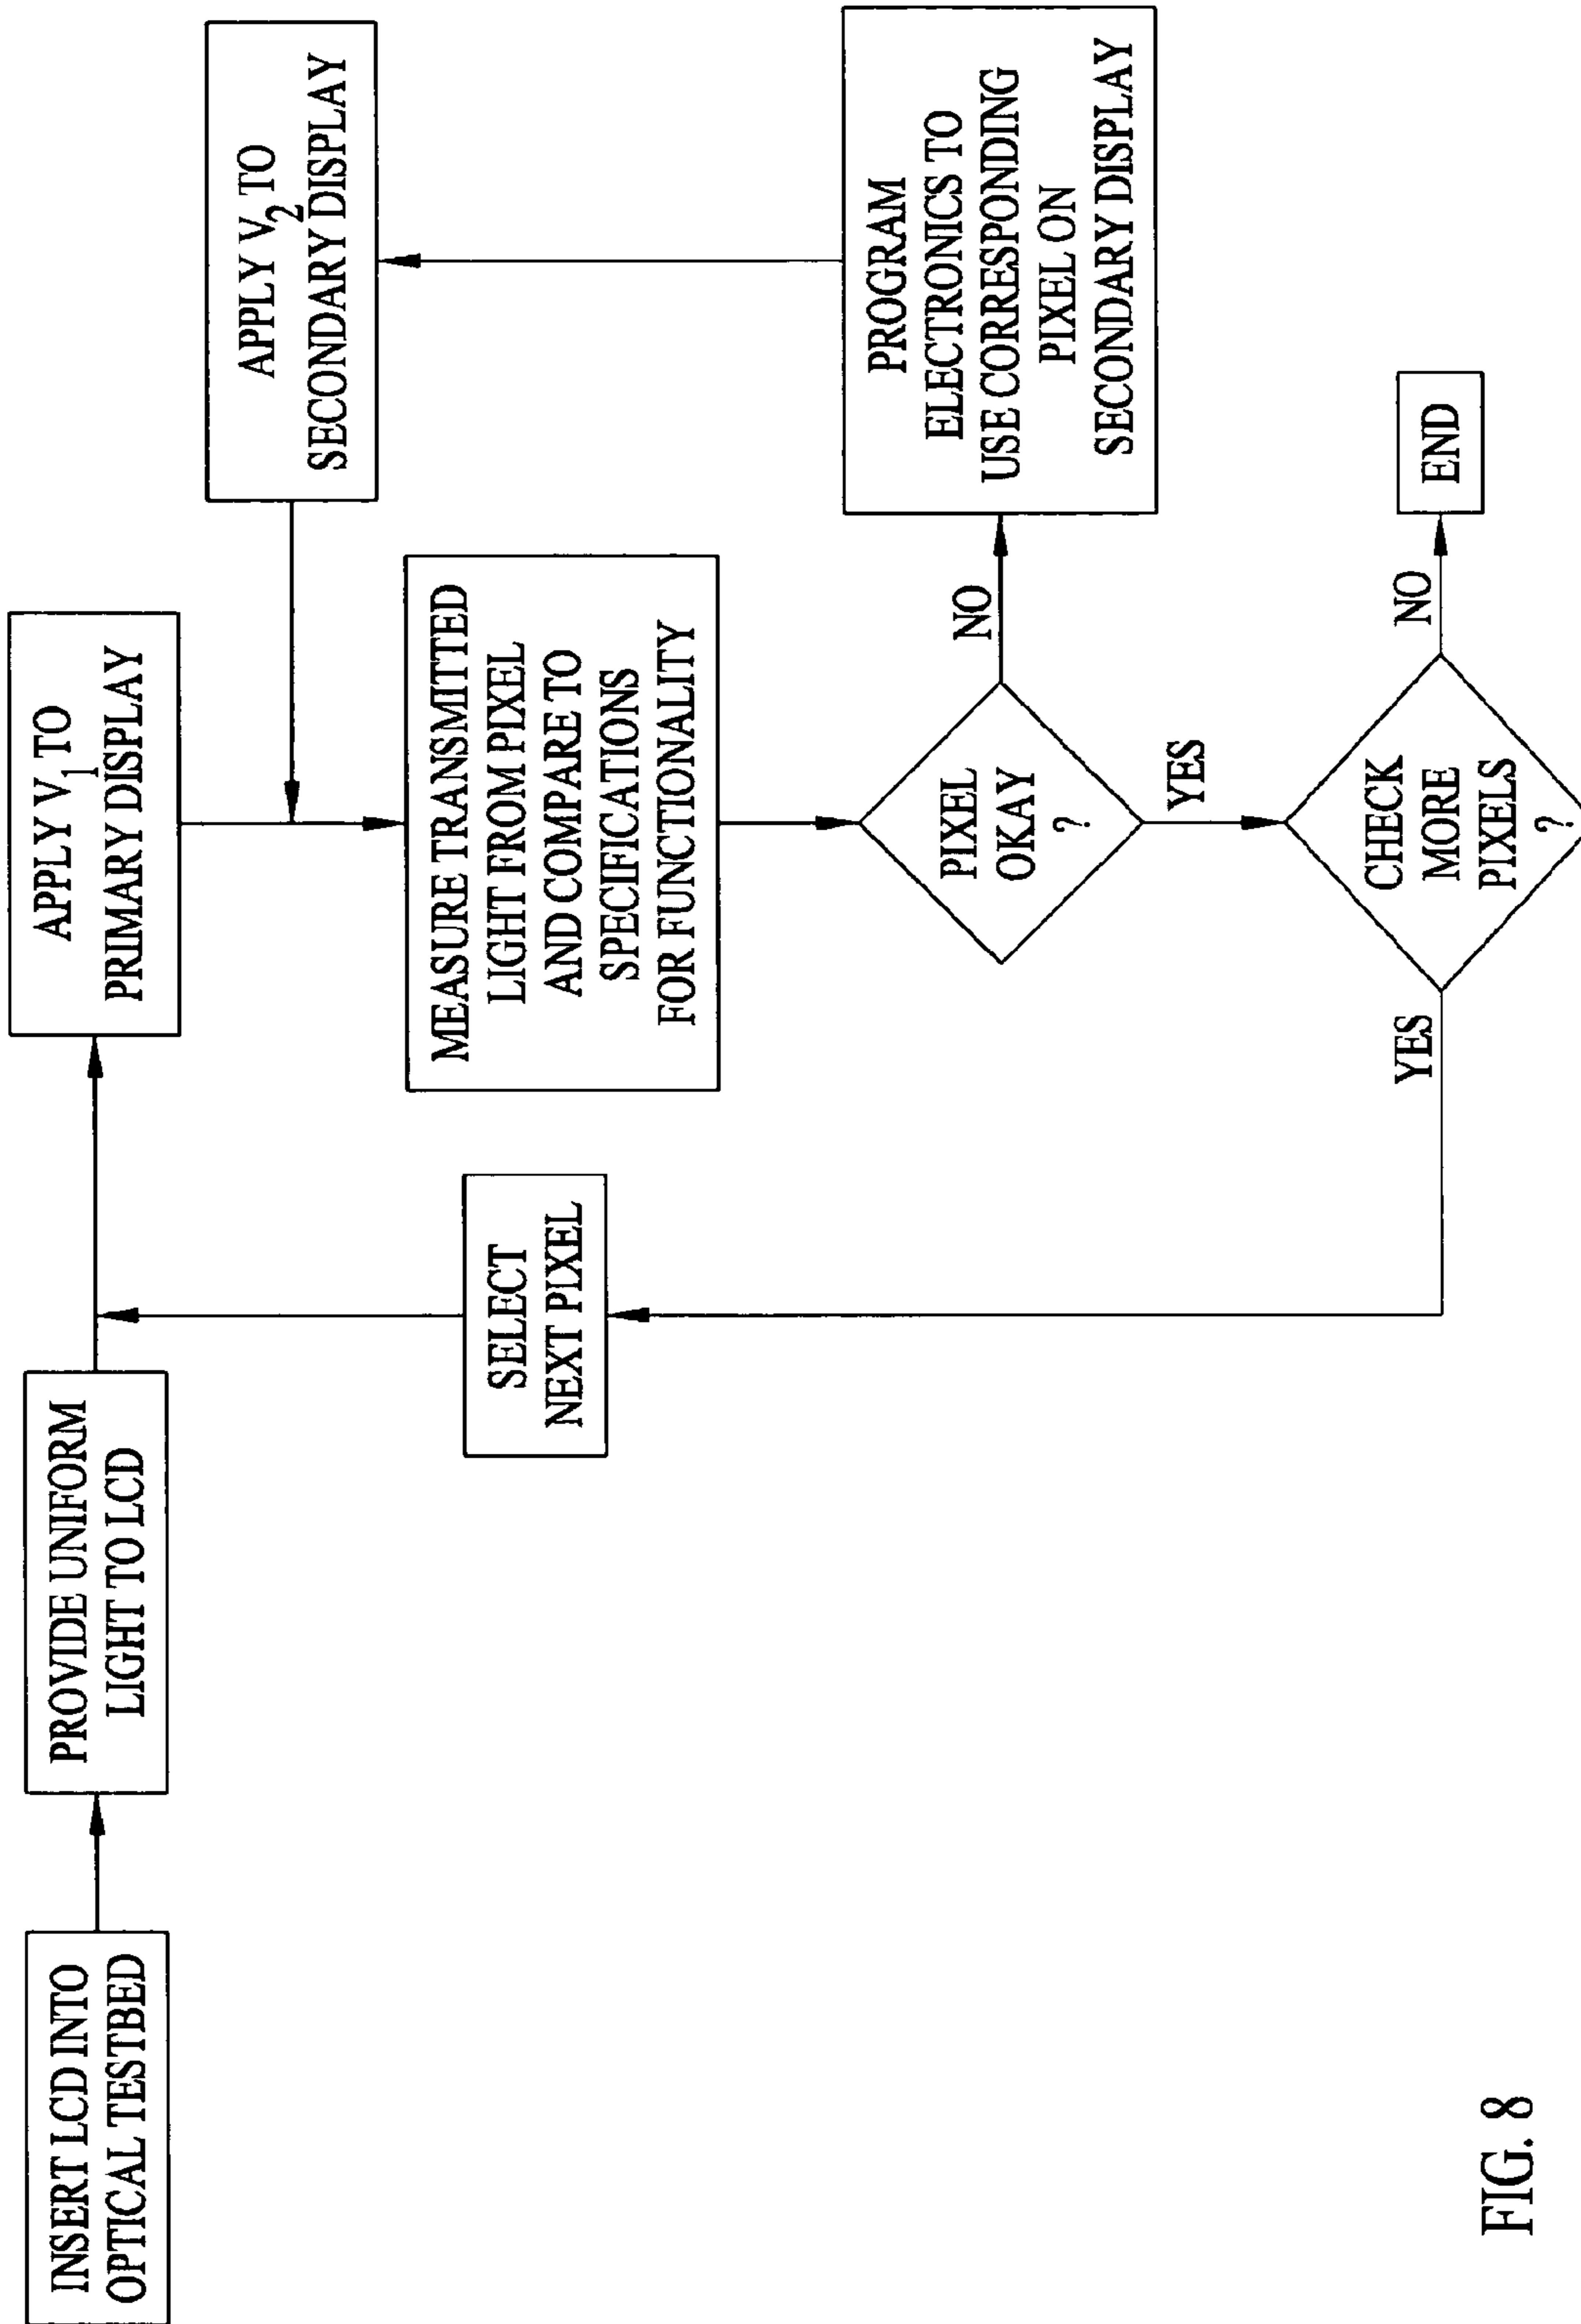 INSERT LCD INTO
OPTICAL TESTBED
PROVIDE UNIFORM
LIGHT TO LCD
APPLY V1 TO
PRIMARY DISPLAY
APPLY V2 TO
SECONDARY DISPLAY
MEASURE TRANSMITTED
LIGHT FROM PIXEL
AND COMPARE TO
SPECIFICATIONS
FOR FUNCTIONALITY
SELECT
NEXT PIXEL
PIXEL
OKAY
?
NO
PROGRAM
ELECTRONICS TO
USE CORRESPONDING
PIXEL ON
SECONDARY DISPLAY
YES
CHECK
MORE
PIXELS
?
YES
NO
END
FIG. 8